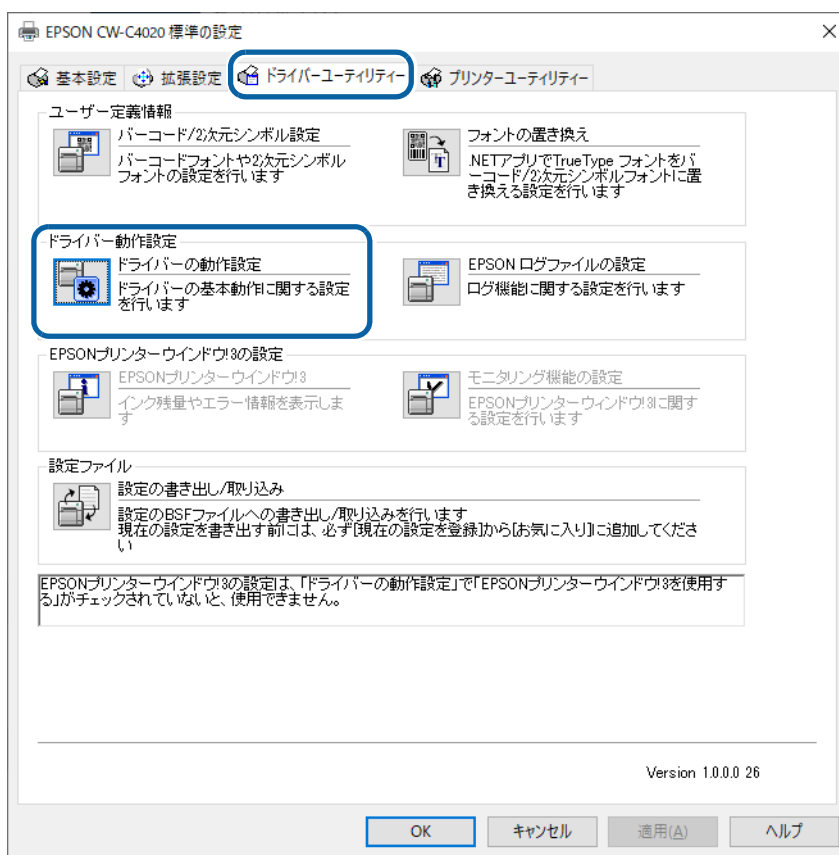 EPSON CW-C4020 標準の設定
基本設定
拡張設定
ドライバーユーティリティー
プリンターユーティリティー
ユーザー定義情報
バーコード/2次元シンボル設定
バーコードフォントや2次元シンボル
フォントの設定を行います
フォントの置き換え
.NETアプリでTrueType フォントをバ
ーコード/2次元シンボルフォントに置
き換える設定を行います
ドライバー動作設定
ドライバーの動作設定
ドライバーの基本動作に関する設定
を行います
EPSON ログファイルの設定
ログ機能に関する設定を行います
EPSONプリンターウインドウ!3の設定
EPSONプリンターウインドウ!3
インク残量やエラー情報を表示しま
す
モニタリング機能の設定
EPSONプリンターウィンドウ!3に関す
る設定を行います
設定ファイル
設定の書き出し/取り込み
設定のBSFファイルへの書き出し/取り込みを行います
現在の設定を書き出す前には、必ず[現在の設定を登録]から[お気に入り]に追加してくださ
い
EPSONプリンターウインドウ!3の設定は、「ドライバーの動作設定」で「EPSONプリンターウインドウ!3を使用す
る」がチェックされていないと、使用できません。
Version 1.0.0.0 26
OK
キャンセル
適用(A)
ヘルプ